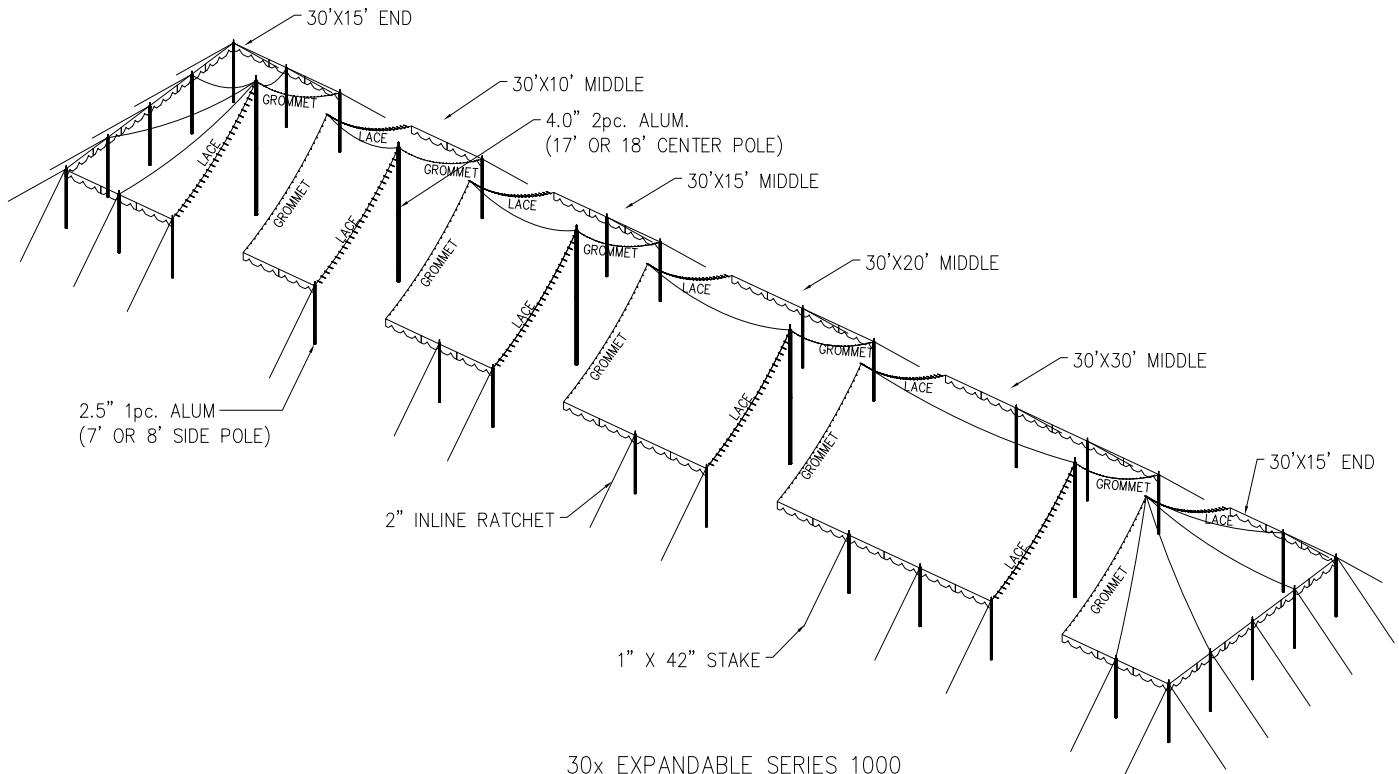 30'X15' END
30'X10' MIDDLE
4.0" 2pc. ALUM.
(17' OR 18' CENTER POLE)
30'X15' MIDDLE
30'X20' MIDDLE
30'X30' MIDDLE
30'X15' END
GROMMET
LACE
LACE
GROMMET
GROMMET
LACE
LACE
GROMMET
GROMMET
LACE
LACE
GROMMET
GROMMET
LACE
LACE
GROMMET
GROMMET
LACE
LACE
GROMMET
GROMMET
LACE
2.5" 1pc. ALUM
(7' OR 8' SIDE POLE)
2" INLINE RATCHET
1" X 42" STAKE
30x EXPANDABLE SERIES 1000